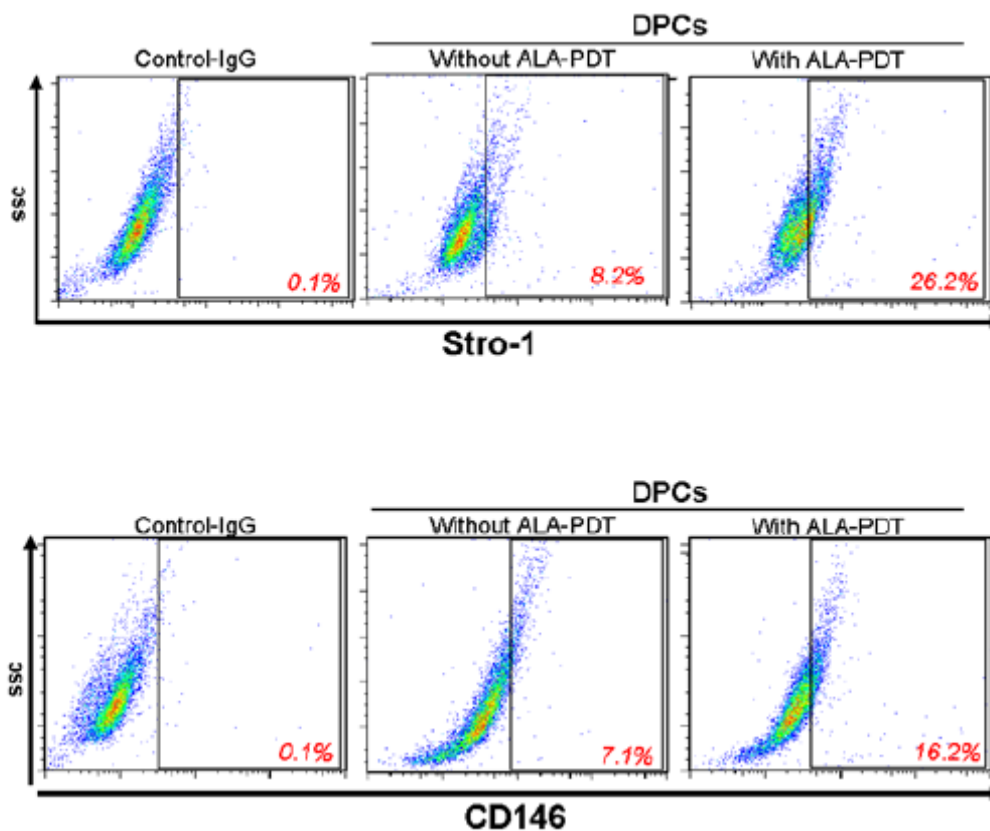 DPCs
Control-IgG
Without ALA-PDT
With ALA-PDT
ssc
0.1%
8.2%
26.2%
Stro-1
DPCs
Control-IgG
Without ALA-PDT
With ALA-PDT
ssc
0.1%
7.1%
16.2%
CD146